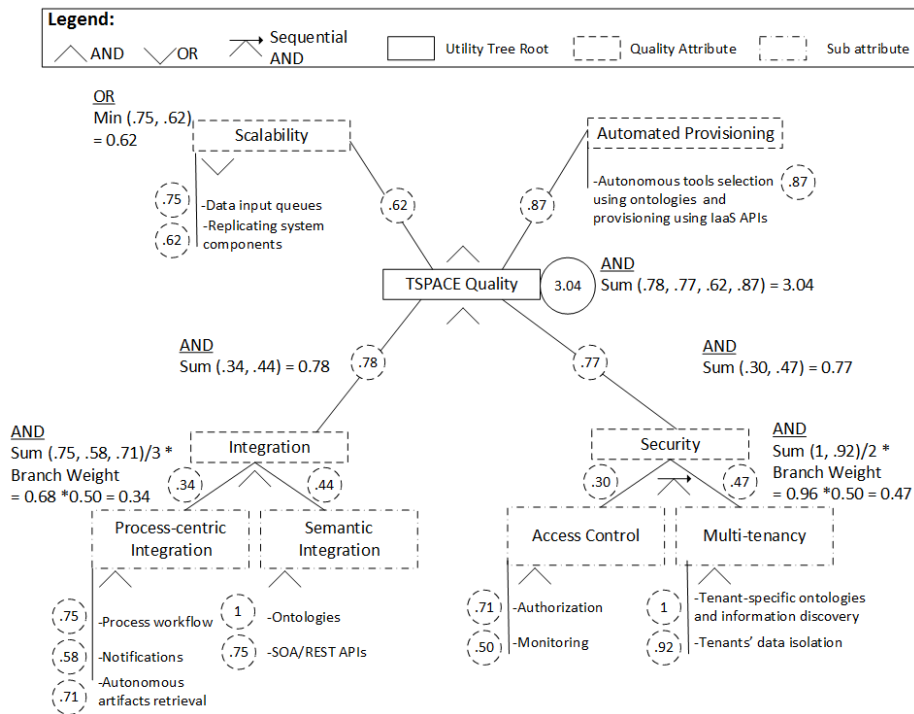 Legend:
AND
OR
Sequential
AND
Utility Tree Root
Quality Attribute
Sub attribute
OR
Min (.75, .62)
= 0.62
Scalability
.75
-Data input queues
.62
-Replicating system
components
.62
Automated Provisioning
-Autonomous tools selection
using ontologies and
provisioning using IaaS APIs
.87
.87
TSPACE Quality
3.04
AND
Sum (.78, .77, .62, .87) = 3.04
AND
Sum (.34, .44) = 0.78
.78
.77
AND
Sum (.30, .47) = 0.77
AND
Sum (.75, .58, .71)/3 *
Branch Weight
= 0.68 *0.50 = 0.34
Integration
.34
.44
Process-centric
Integration
Semantic
Integration
.75
-Process workflow
.58
-Notifications
.71
-Autonomous
artifacts retrieval
1
-Ontologies
.75
-SOA/REST APIs
Security
.30
.47
AND
Sum (1, .92)/2 *
Branch Weight
= 0.96 *0.50 = 0.47
Access Control
Multi-tenancy
.71
-Authorization
.50
-Monitoring
1
-Tenant-specific ontologies
and information discovery
.92
-Tenants' data isolation